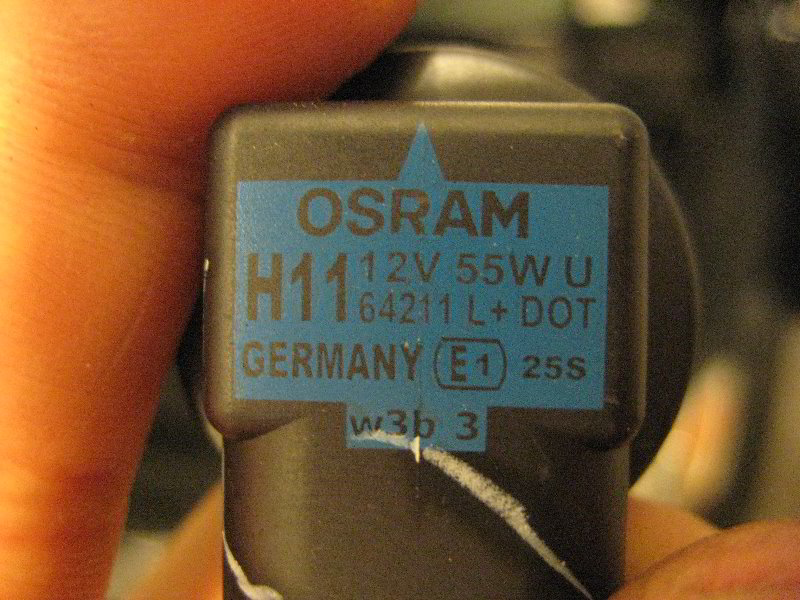 OSRAM
H11 12V 55W U
64211 L+ DOT
GERMANY E1 25S
w3b 3